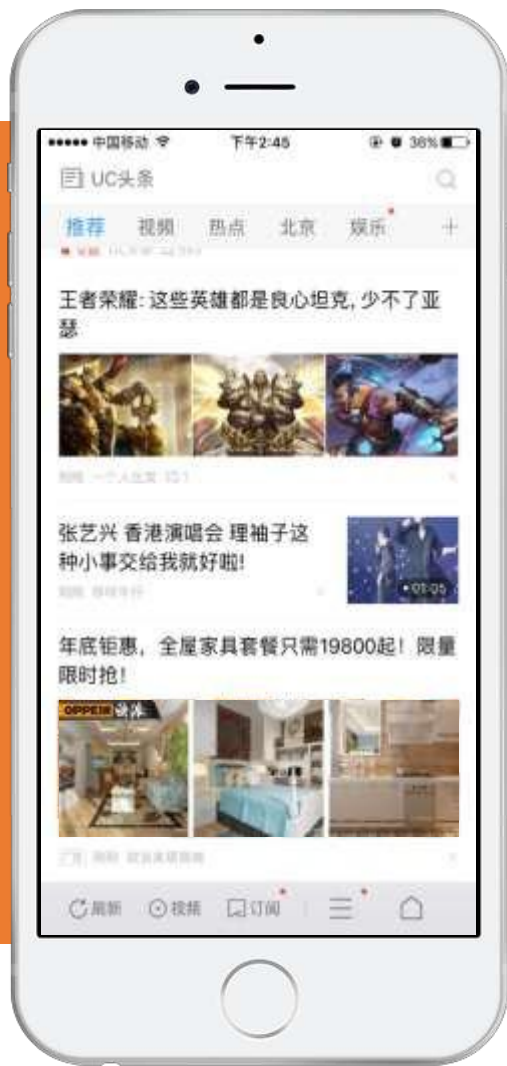 中国移动 下午2:45 36%
UC头条
推荐 视频 热点 北京 娱乐 +
王者荣耀: 这些英雄都是良心坦克, 少不了亚
瑟
张艺兴 香港演唱会 理袖子这
种小事交给我就好啦!
01:05
年底钜惠，全屋家具套餐只需19800起！限量
限时抢！
OPPEIN
刷新 视频 订阅